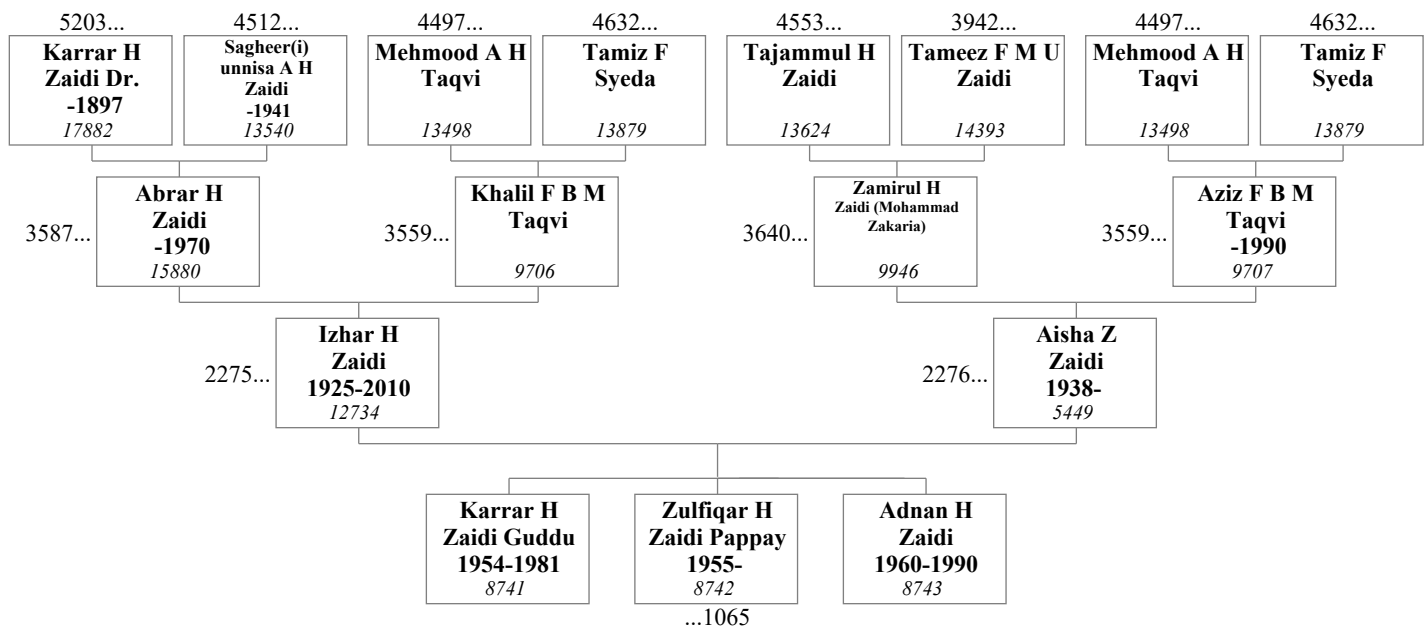 5203... 4512... 4497... 4632... 4553... 3942... 4497... 4632...
Karrar H
Zaidi Dr.
-1897
17882
Sagheer(i)
unnisa A H
Zaidi
-1941
13540
Mehmood A H
Taqvi
13498
Tamiz F
Syeda
13879
Tajammul H
Zaidi
13624
Tameez F M U
Zaidi
14393
Mehmood A H
Taqvi
13498
Tamiz F
Syeda
13879
3587...
Abrar H
Zaidi
-1970
15880
3559...
Khalil F B M
Taqvi
9706
3640...
Zamirul H
Zaidi (Mohammad
Zakaria)
9946
3559...
Aziz F B M
Taqvi
-1990
9707
2275...
Izhar H
Zaidi
1925-2010
12734
2276...
Aisha Z
Zaidi
1938-
5449
Karrar H
Zaidi Guddu
1954-1981
8741
Zulfiqar H
Zaidi Pappay
1955-
8742
...1065
Adnan H
Zaidi
1960-1990
8743